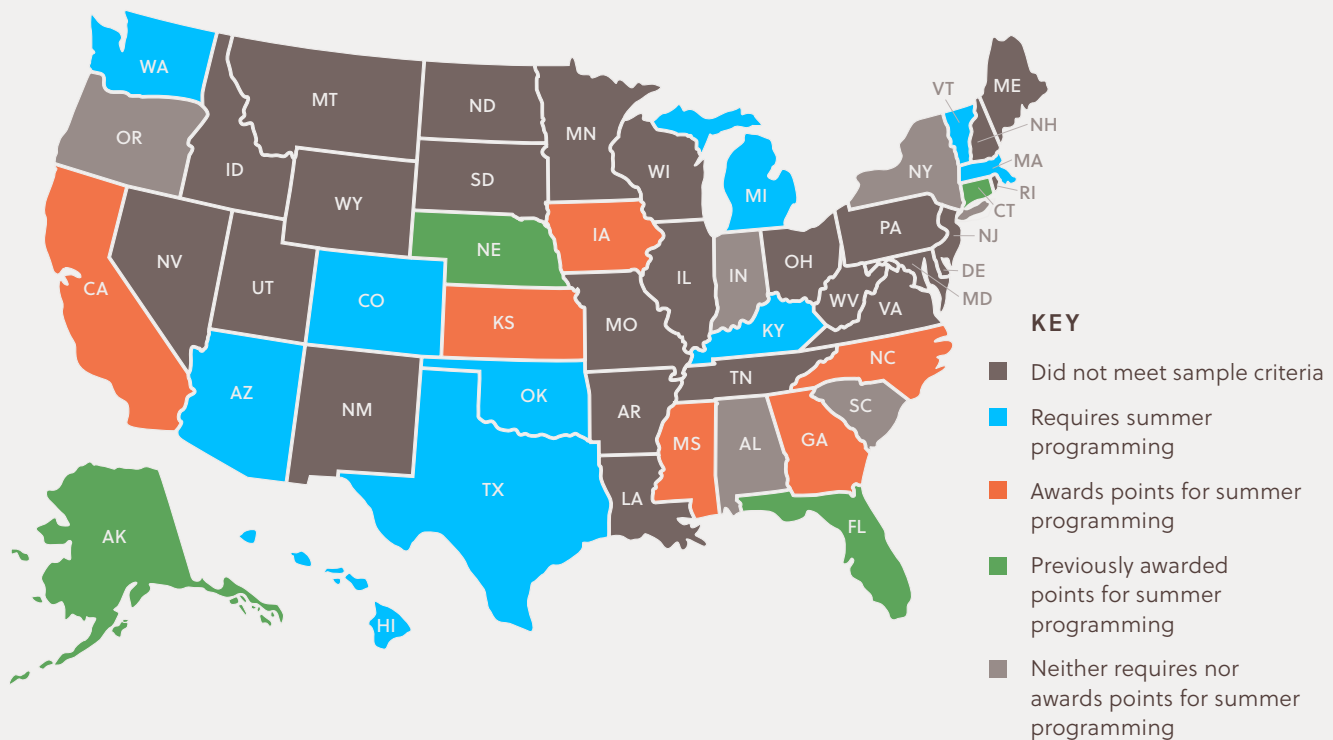 WA
OR
MT
ID
WY
ND
SD
MN
WI
MI
VT
ME
NH
MA
RI
CT
NY
NJ
PA
DE
MD
CA
NV
UT
CO
NE
IA
KS
MO
IL
IN
OH
WV
VA
KY
TN
NC
SC
AZ
NM
OK
TX
AR
LA
MS
AL
GA
FL
AK
HI
KEY
Did not meet sample criteria
Requires summer
programming
Awards points for summer
programming
Previously awarded
points for summer
programming
Neither requires nor
awards points for summer
programming